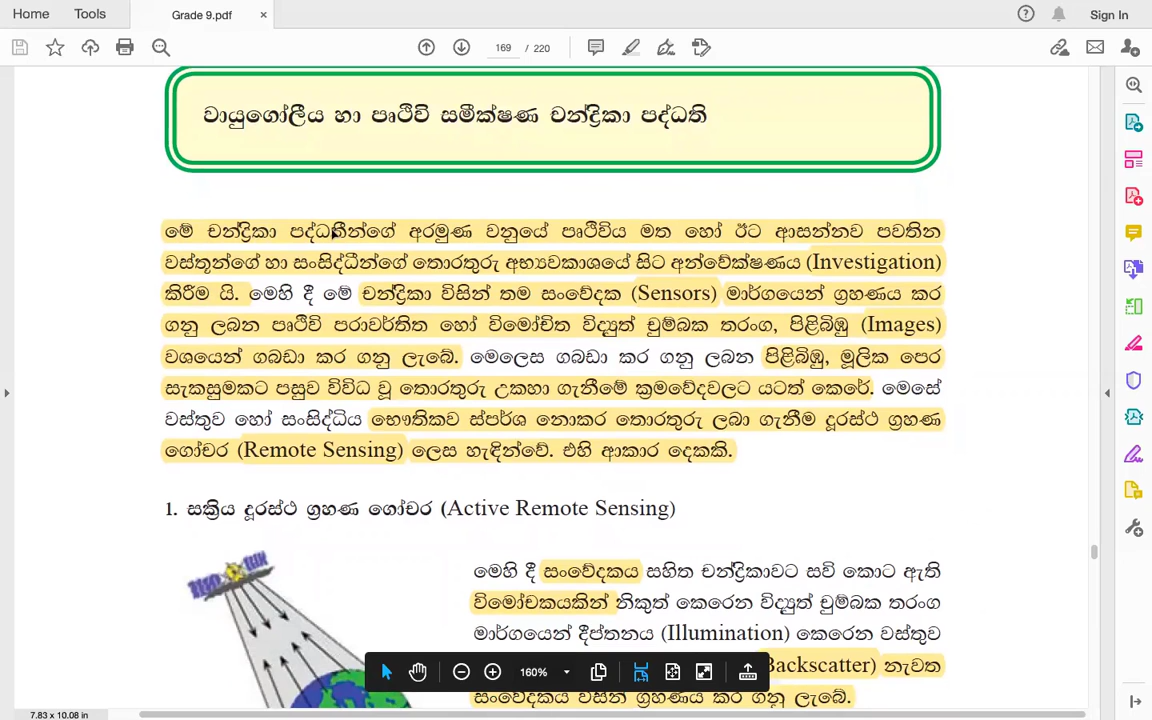 Home Tools Grade 9.pdf × Sign In
169 / 220
වායුගෝලීය හා පෘථිවි සමීක්ෂණ චන්ද්‍රිකා පද්ධති
මේ චන්ද්‍රිකා පද්ධතීන්ගේ අරමුණ වනුයේ පෘථිවිය මත හෝ ඊට ආසන්නව පවතින
වස්තූන්ගේ හා සංසිද්ධීන්ගේ තොරතුරු අභ්‍යවකාශයේ සිට අන්වේක්ෂණය (Investigation)
කිරීම යි. මෙහි දී මේ චන්ද්‍රිකා විසින් තම සංවේදක (Sensors) මාර්ගයෙන් ග්‍රහණය කර
ගනු ලබන පෘථිවි පරාවර්තිත හෝ විමෝචිත විද්‍යුත් චුම්බක තරංග, පිළිබිඹු (Images)
වශයෙන් ගබඩා කර ගනු ලැබේ. මෙලෙස ගබඩා කර ගනු ලබන පිළිබිඹු, මූලික පෙර
සැකසුමකට පසුව විවිධ වූ තොරතුරු උකහා ගැනීමේ ක්‍රමවේදවලට යටත් කෙරේ. මෙසේ
වස්තුව හෝ සංසිද්ධිය භෞතිකව ස්පර්ශ නොකර තොරතුරු ලබා ගැනීම දූරස්ථ ග්‍රහණ
ගෝචර (Remote Sensing) ලෙස හැඳින්වේ. එහි ආකාර දෙකකි.
1. සක්‍රිය දූරස්ථ ග්‍රහණ ගෝචර (Active Remote Sensing)
මෙහි දී සංවේදකය සහිත චන්ද්‍රිකාවට සවි කොට ඇති
විමෝචකයකින් නිකුත් කෙරෙන විද්‍යුත් චුම්බක තරංග
මාර්ගයෙන් දීප්තනය (Illumination) කෙරෙන වස්තුව
Backscatter) නැවත
සංවේදකය විසින් ග්‍රහණය කර ගනු ලැබේ.
160%
7.83 x 10.08 in